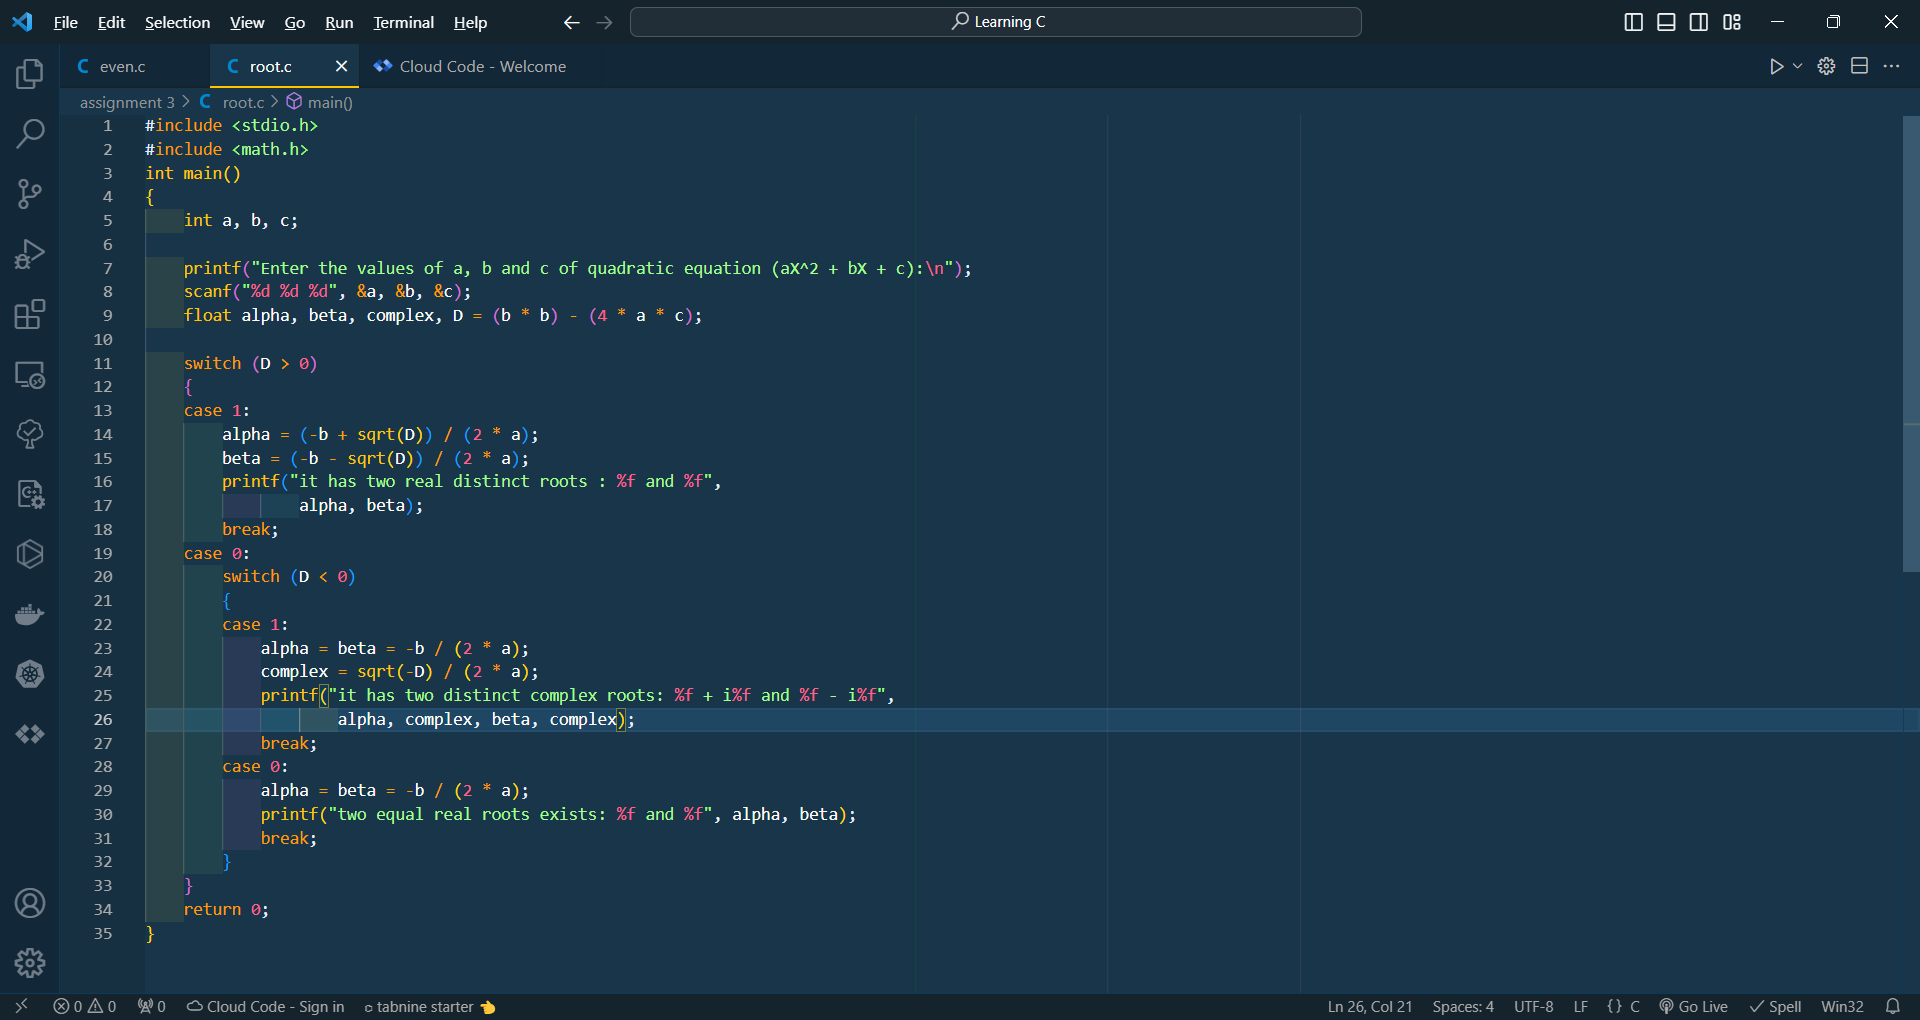 File Edit Selection View Go Run Terminal Help Learning C
even.c root.c Cloud Code - Welcome
assignment 3 > root.c > main()
1 #include <stdio.h>
2 #include <math.h>
3 int main()
4 {
5 int a, b, c;
6
7 printf("Enter the values of a, b and c of quadratic equation (aX^2 + bX + c):\n");
8 scanf("%d %d %d", &a, &b, &c);
9 float alpha, beta, complex, D = (b * b) - (4 * a * c);
10
11 switch (D > 0)
12 {
13 case 1:
14 alpha = (-b + sqrt(D)) / (2 * a);
15 beta = (-b - sqrt(D)) / (2 * a);
16 printf("it has two real distinct roots : %f and %f",
17 alpha, beta);
18 break;
19 case 0:
20 switch (D < 0)
21 {
22 case 1:
23 alpha = beta = -b / (2 * a);
24 complex = sqrt(-D) / (2 * a);
25 printf("it has two distinct complex roots: %f + i%f and %f - i%f",
26 alpha, complex, beta, complex);
27 break;
28 case 0:
29 alpha = beta = -b / (2 * a);
30 printf("two equal real roots exists: %f and %f", alpha, beta);
31 break;
32 }
33 }
34 return 0;
35 }
0 0 0 Cloud Code - Sign in tabnine starter Ln 26, Col 21 Spaces: 4 UTF-8 LF {} C Go Live Spell Win32